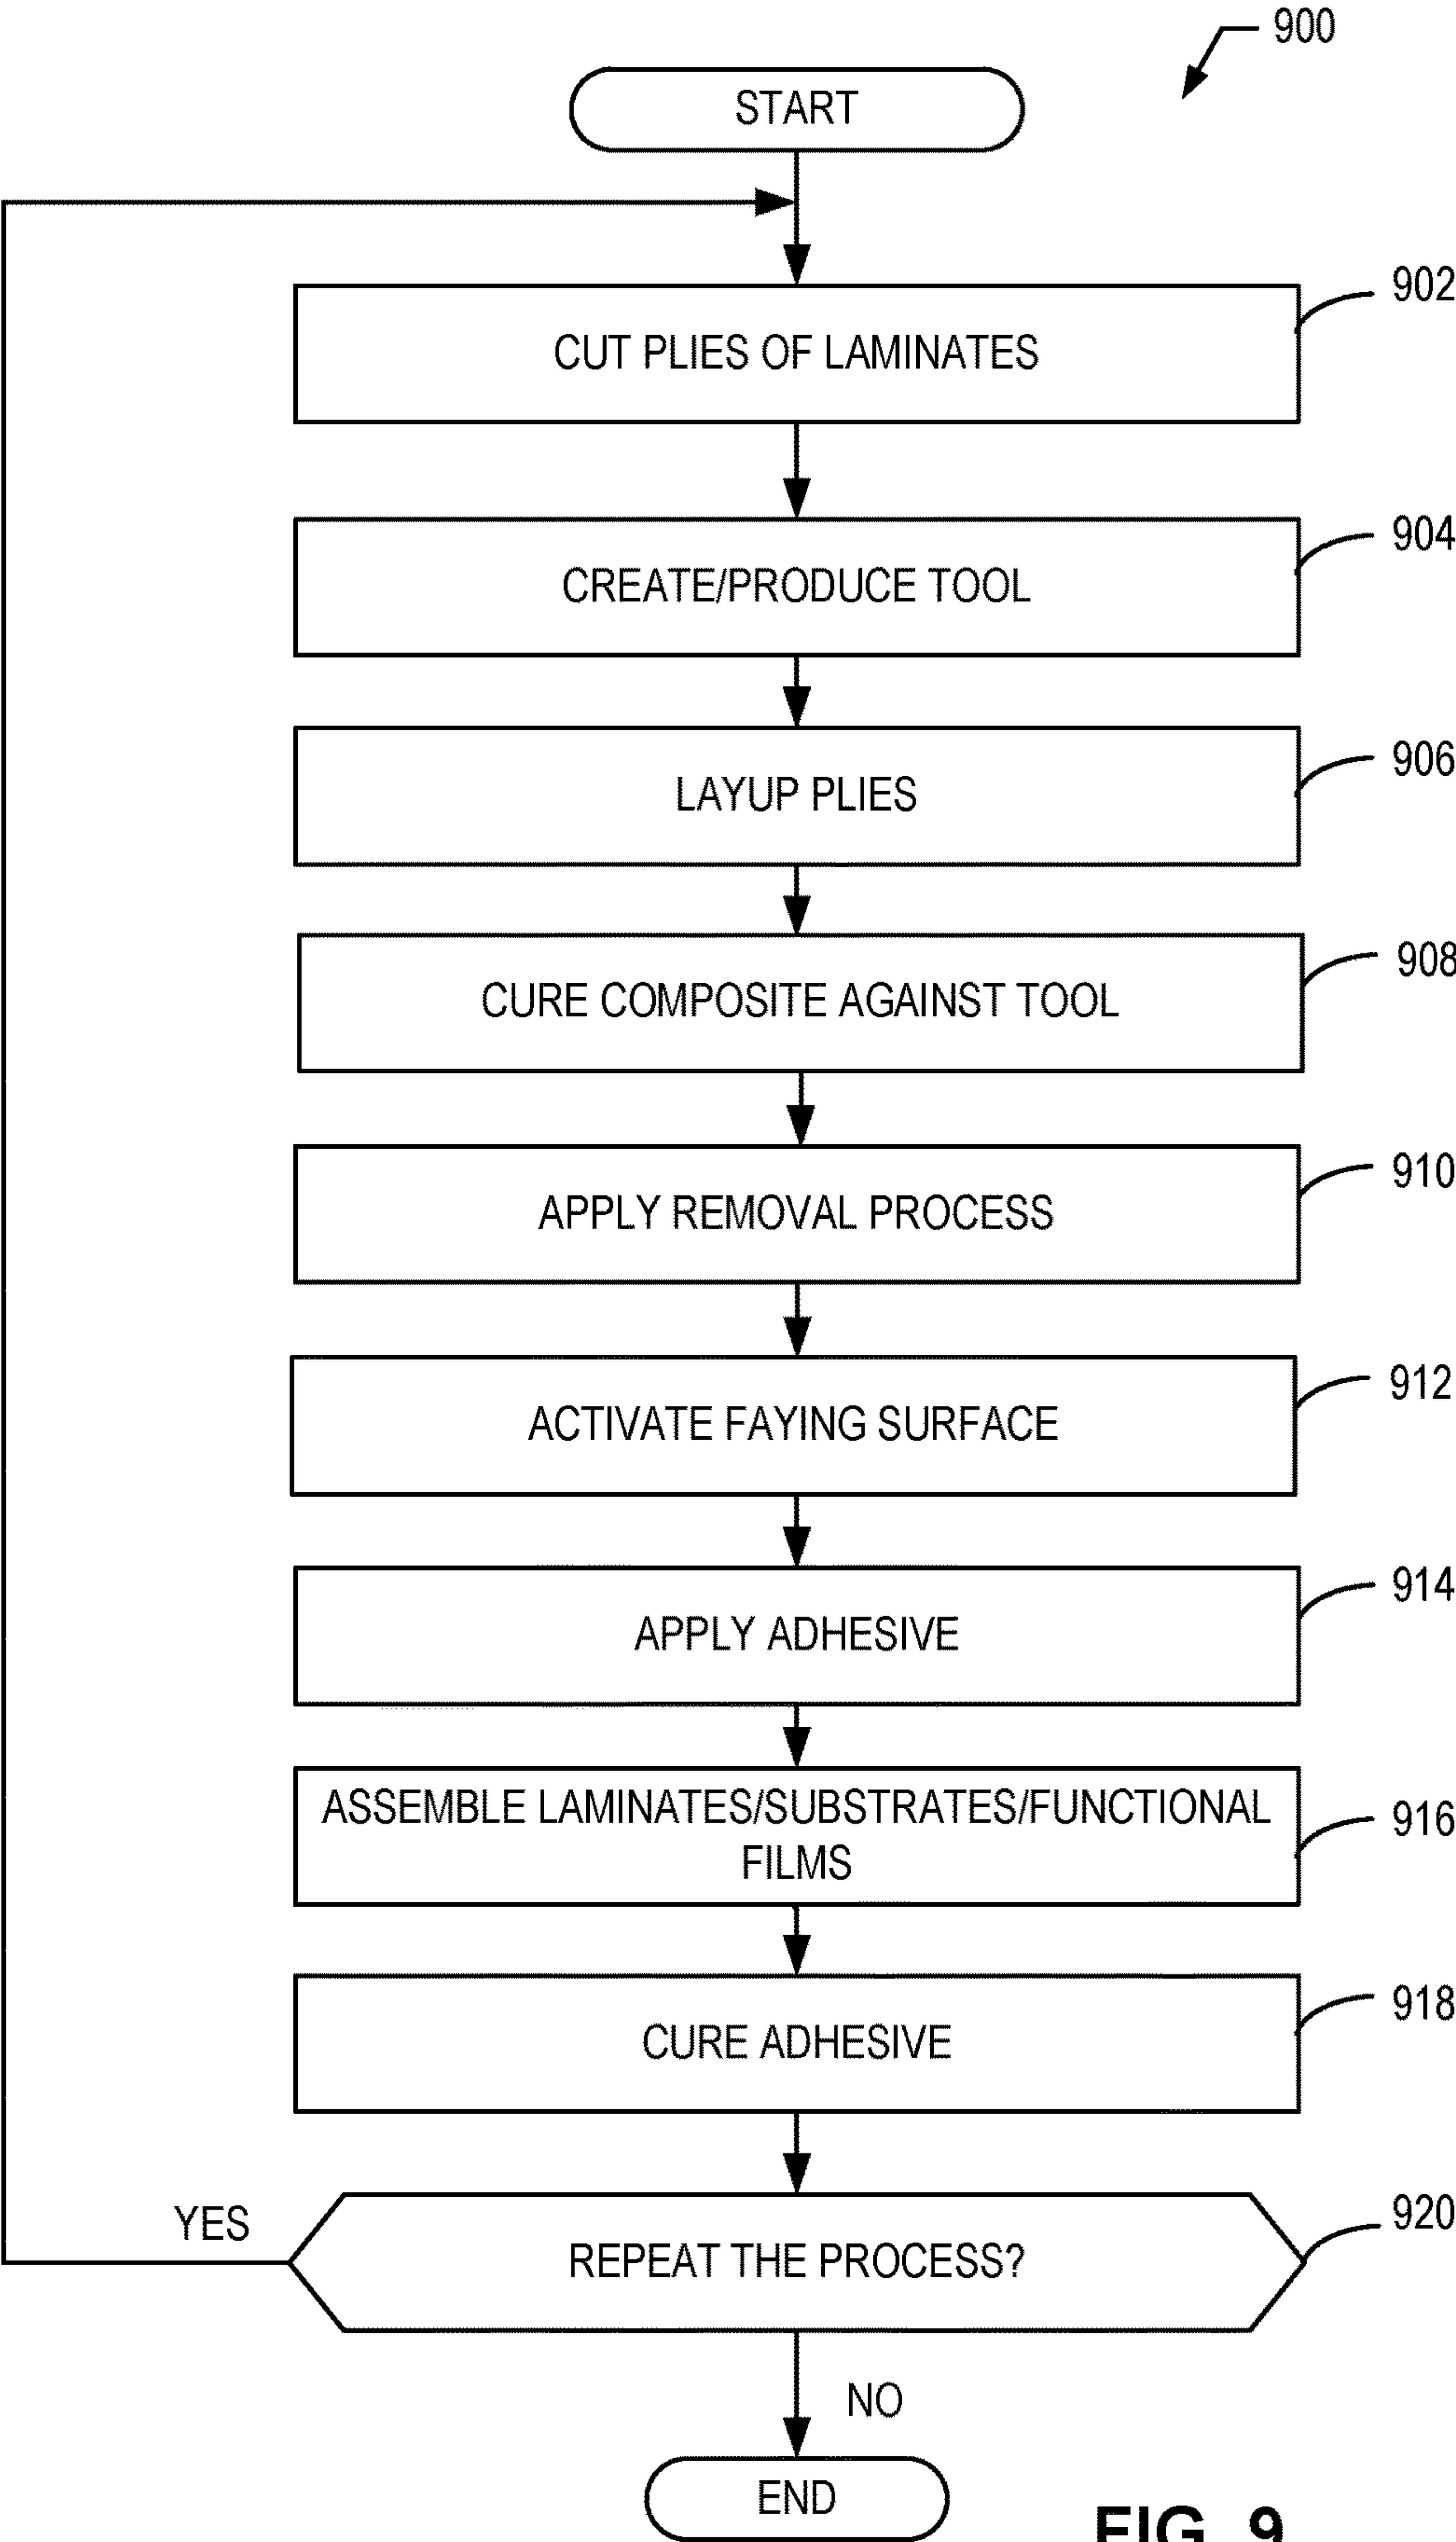 900
START
CUT PLIES OF LAMINATES
902
CREATE/PRODUCE TOOL
904
LAYUP PLIES
906
CURE COMPOSITE AGAINST TOOL
908
APPLY REMOVAL PROCESS
910
ACTIVATE FAYING SURFACE
912
APPLY ADHESIVE
914
ASSEMBLE LAMINATES/SUBSTRATES/FUNCTIONAL
FILMS
916
CURE ADHESIVE
918
REPEAT THE PROCESS?
920
YES
NO
END
FIG. 9